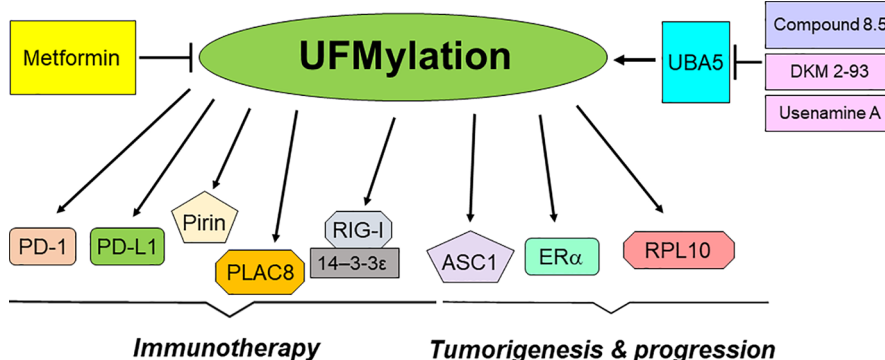 Metformin
UFMylation
UBA5
Compound 8.5
DKM 2-93
Usenamine A
PD-1
PD-L1
Pirin
PLAC8
RIG-I
14–3-3ε
ASC1
ERα
RPL10
Immunotherapy
Tumorigenesis & progression